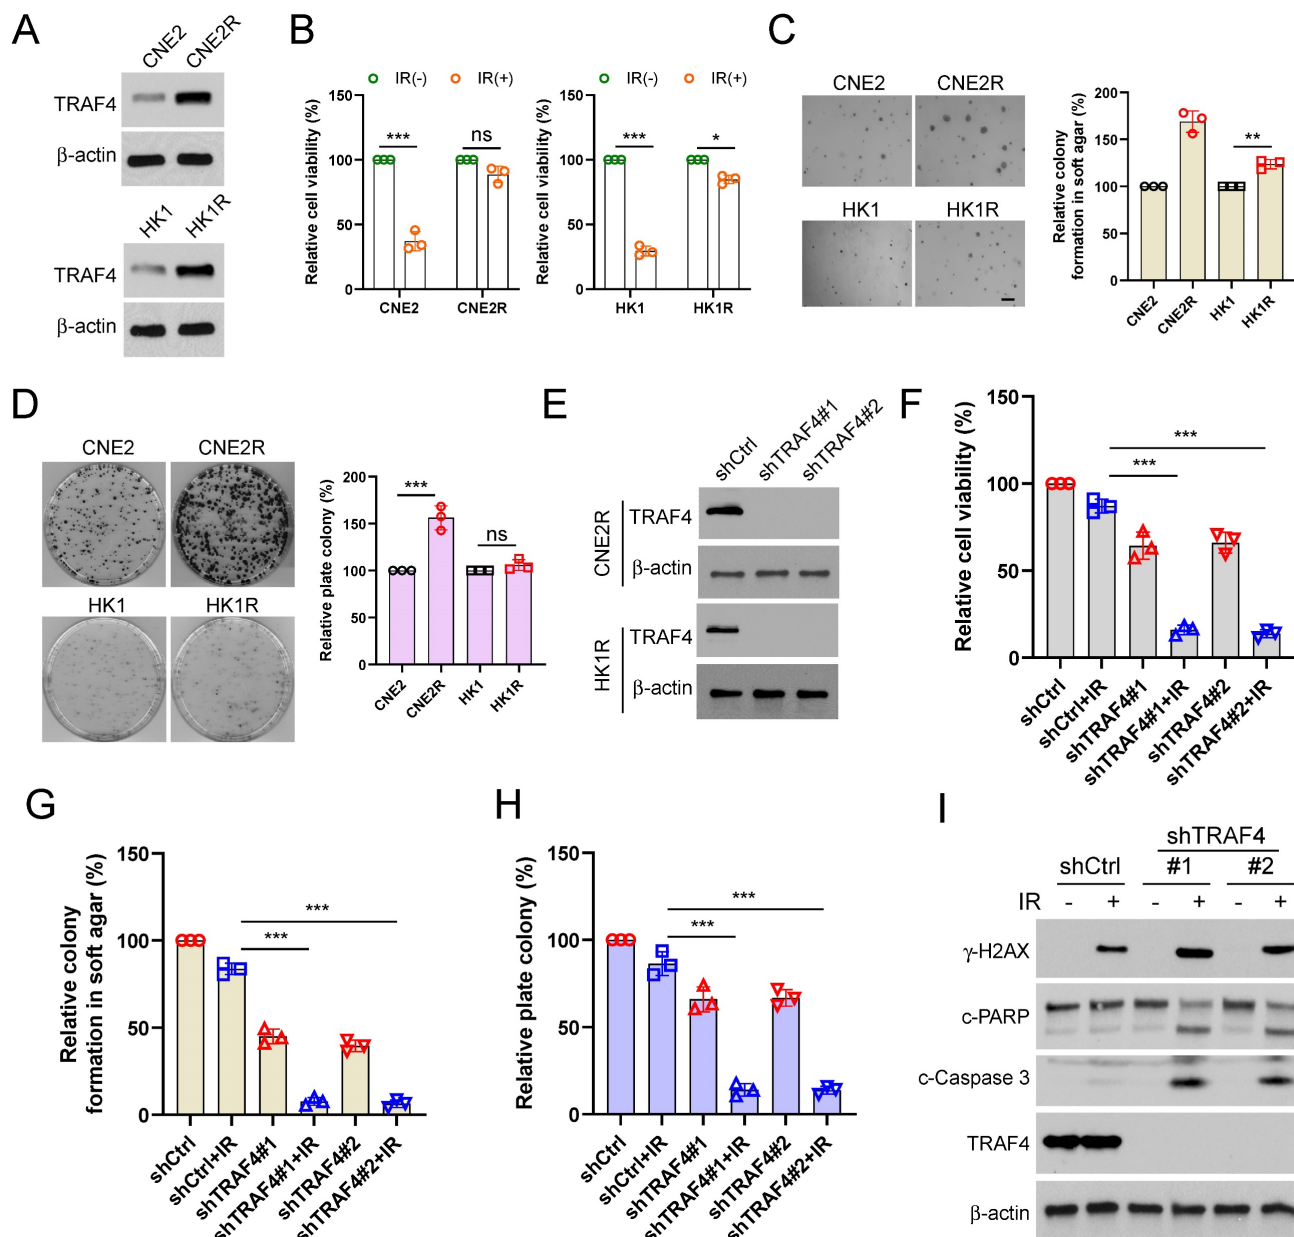 A
CNE2 CNE2R
TRAF4
β-actin
HK1 HK1R
TRAF4
β-actin
B
IR(-) IR(+)
Relative cell viability (%)
150
100
50
0
*** ns
CNE2 CNE2R
IR(-) IR(+)
Relative cell viability (%)
150
100
50
0
*** *
HK1 HK1R
C
CNE2 CNE2R
HK1 HK1R
Relative colony
formation in soft agar (%)
200
150
100
50
0
**
CNE2 CNE2R HK1 HK1R
D
CNE2 CNE2R
HK1 HK1R
Relative plate colony (%)
200
150
100
50
0
*** ns
CNE2 CNE2R HK1 HK1R
E
shCtrl shTRAF4#1 shTRAF4#2
CNE2R
TRAF4
β-actin
HK1R
TRAF4
β-actin
F
Relative cell viability (%)
150
100
50
0
***
***
shCtrl shCtrl+IR shTRAF4#1 shTRAF4#1+IR shTRAF4#2 shTRAF4#2+IR
G
Relative colony
formation in soft agar (%)
150
100
50
0
***
***
shCtrl shCtrl+IR shTRAF4#1 shTRAF4#1+IR shTRAF4#2 shTRAF4#2+IR
H
Relative plate colony (%)
150
100
50
0
***
***
shCtrl shCtrl+IR shTRAF4#1 shTRAF4#1+IR shTRAF4#2 shTRAF4#2+IR
I
shTRAF4
shCtrl #1 #2
IR - + - + - +
γ-H2AX
c-PARP
c-Caspase 3
TRAF4
β-actin